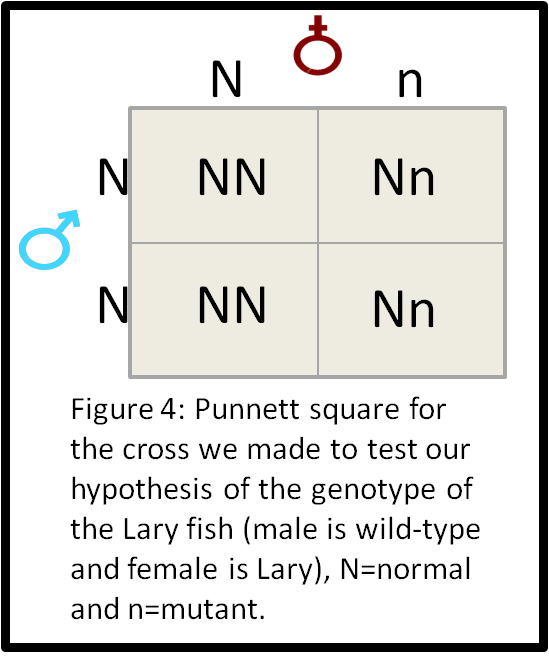 N n
N NN Nn
N NN Nn
Figure 4: Punnett square for
the cross we made to test our
hypothesis of the genotype of
the Lary fish (male is wild-type
and female is Lary), N=normal
and n=mutant.